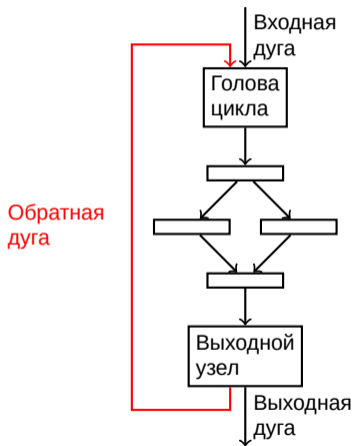 Входная
дуга
Голова
цикла
Обратная
дуга
Выходной
узел
Выходная
дуга